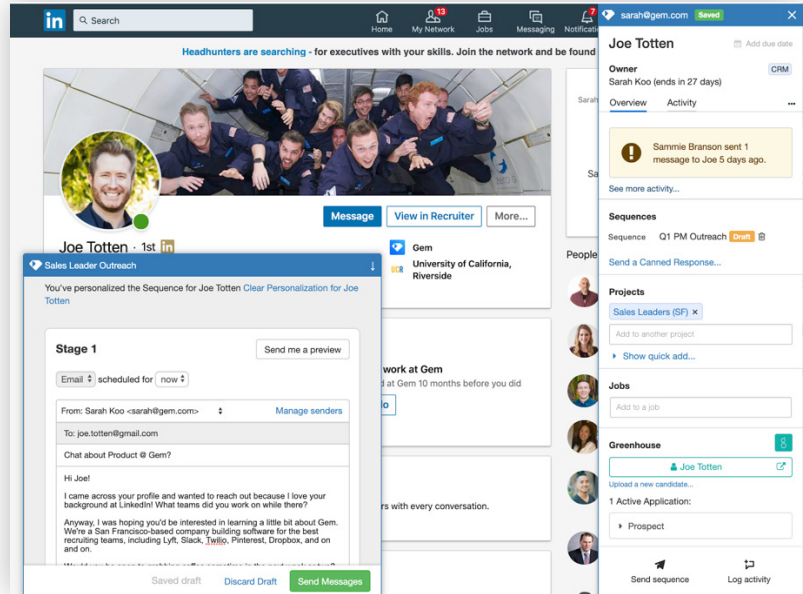 in
Search
Home
13
My Network
Jobs
Messaging
7
Notificati
Headhunters are searching - for executives with your skills. Join the network and be found
Sarah
Sa
Message
View in Recruiter
More...
Joe Totten · 1st in
Gem
UCR
University of California,
Riverside
People
work at Gem
d at Gem 10 months before you did
lo
rs with every conversation.
Sales Leader Outreach
You've personalized the Sequence for Joe Totten Clear Personalization for Joe
Totten
Stage 1
Send me a preview
Email scheduled for now
From: Sarah Koo <sarah@gem.com>
Manage senders
To: joe.totten@gmail.com
Chat about Product @ Gem?
Hi Joe!
I came across your profile and wanted to reach out because I love your
background at LinkedIn! What teams did you work on while there?
Anyway, I was hoping you'd be interested in learning a little bit about Gem.
We're a San Francisco-based company building software for the best
recruiting teams, including Lyft, Slack, Twilio, Pinterest, Dropbox, and on
and on.
Saved draft
Discard Draft
Send Messages
sarah@gem.com Saved
Joe Totten
Add due date
Owner
CRM
Sarah Koo (ends in 27 days)
Overview
Activity
...
Sammie Branson sent 1
message to Joe 5 days ago.
See more activity...
Sequences
Sequence Q1 PM Outreach Draft
Send a Canned Response...
Projects
Sales Leaders (SF) ×
Add to another project
Show quick add...
Jobs
Add to a job
Greenhouse
Joe Totten
Upload a new candidate...
1 Active Application:
Prospect
Send sequence
Log activity